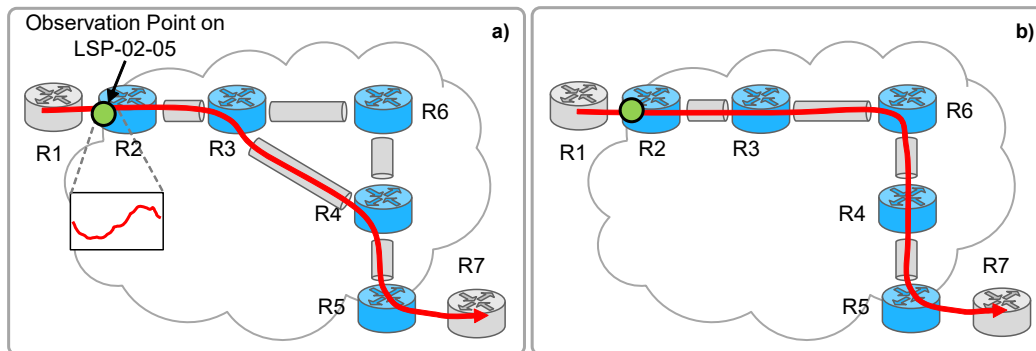 Observation Point on
LSP-02-05
a)
R1
R2
R3
R6
R4
R5
R7
b)
R1
R2
R3
R6
R4
R5
R7